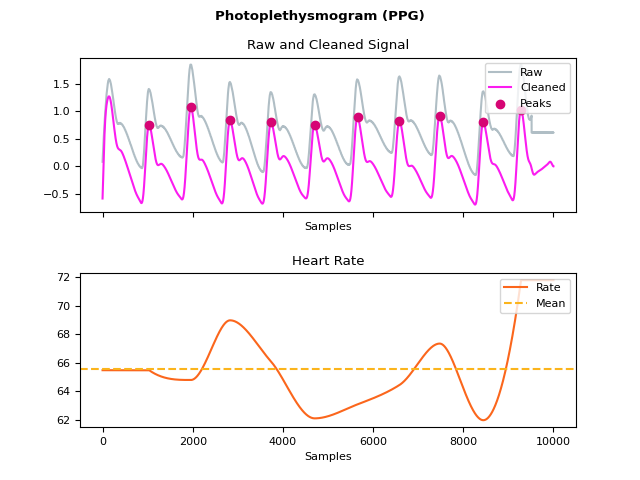 Photoplethysmogram (PPG)
Raw and Cleaned Signal
Raw
Cleaned
Peaks
1.5
1.0
0.5
0.0
−0.5
Samples
Heart Rate
Rate
Mean
72
70
68
66
64
62
0 2000 4000 6000 8000 10000
Samples